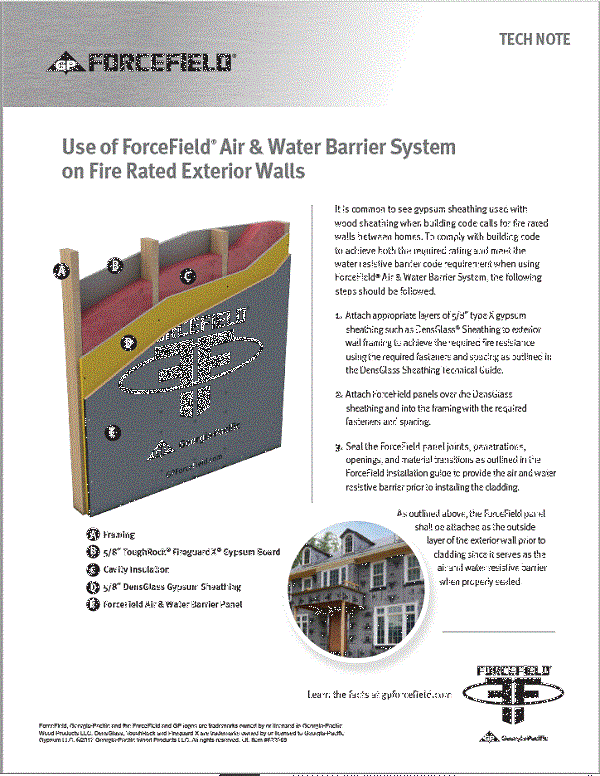 TECH NOTE
GP FORCEFIELD®
Use of ForceField® Air & Water Barrier System
on Fire Rated Exterior Walls
It is common to see gypsum sheathing used with
wood sheathing when building code calls for fire rated
walls between homes. To comply with building code
to achieve both the required rating and meet the
water resistive barrier code requirement when using
ForceField® Air & Water Barrier System, the following
steps should be followed.
1. Attach appropriate layers of 5/8" type X gypsum
sheathing such as DensGlass® Sheathing to exterior
wall framing to achieve the required fire resistance
using the required fasteners and spacing as outlined in
the DensGlass Sheathing Technical Guide.
2. Attach ForceField panels over the DensGlass
sheathing and into the framing with the required
fasteners and spacing.
3. Seal the ForceField panel joints, penetrations,
openings, and material transitions as outlined in the
ForceField installation guide to provide the air and water
resistive barrier prior to installing the cladding.
As outlined above, the ForceField panel
shall be attached as the outside
layer of the exterior wall prior to
cladding since it serves as the
air and water resistive barrier
when properly sealed
A
B
C
D
E
FORCEFIELD
gpforcefield.com
A Framing
B 5/8" ToughRock® Fireguard X® Gypsum Board
C Cavity Insulation
D 5/8" DensGlass Gypsum Sheathing
E ForceField Air & Water Barrier Panel
Learn the facts at gpforcefield.com
FORCEFIELD
GP Georgia-Pacific
ForceField, Georgia-Pacific and the ForceField and GP logos are trademarks owned by or licensed to Georgia-Pacific
Wood Products LLC. DensGlass, ToughRock and Fireguard X are trademarks owned by or licensed to Georgia-Pacific
Gypsum LLC. ©2017 Georgia-Pacific Wood Products LLC. All rights reserved. Lit. Item